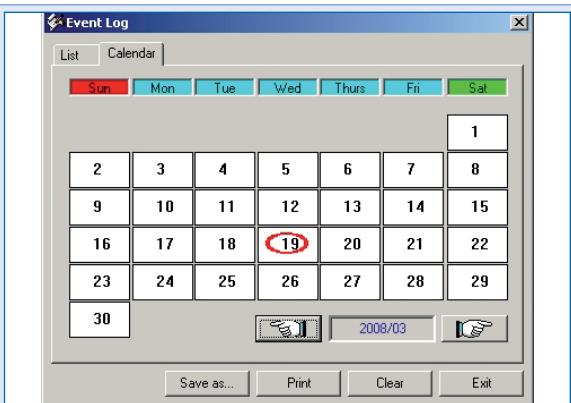 Event Log
List Calendar
Sun Mon Tue Wed Thurs Fri Sat
1
2 3 4 5 6 7 8
9 10 11 12 13 14 15
16 17 18 19 20 21 22
23 24 25 26 27 28 29
30 2008/03
Save as... Print Clear Exit